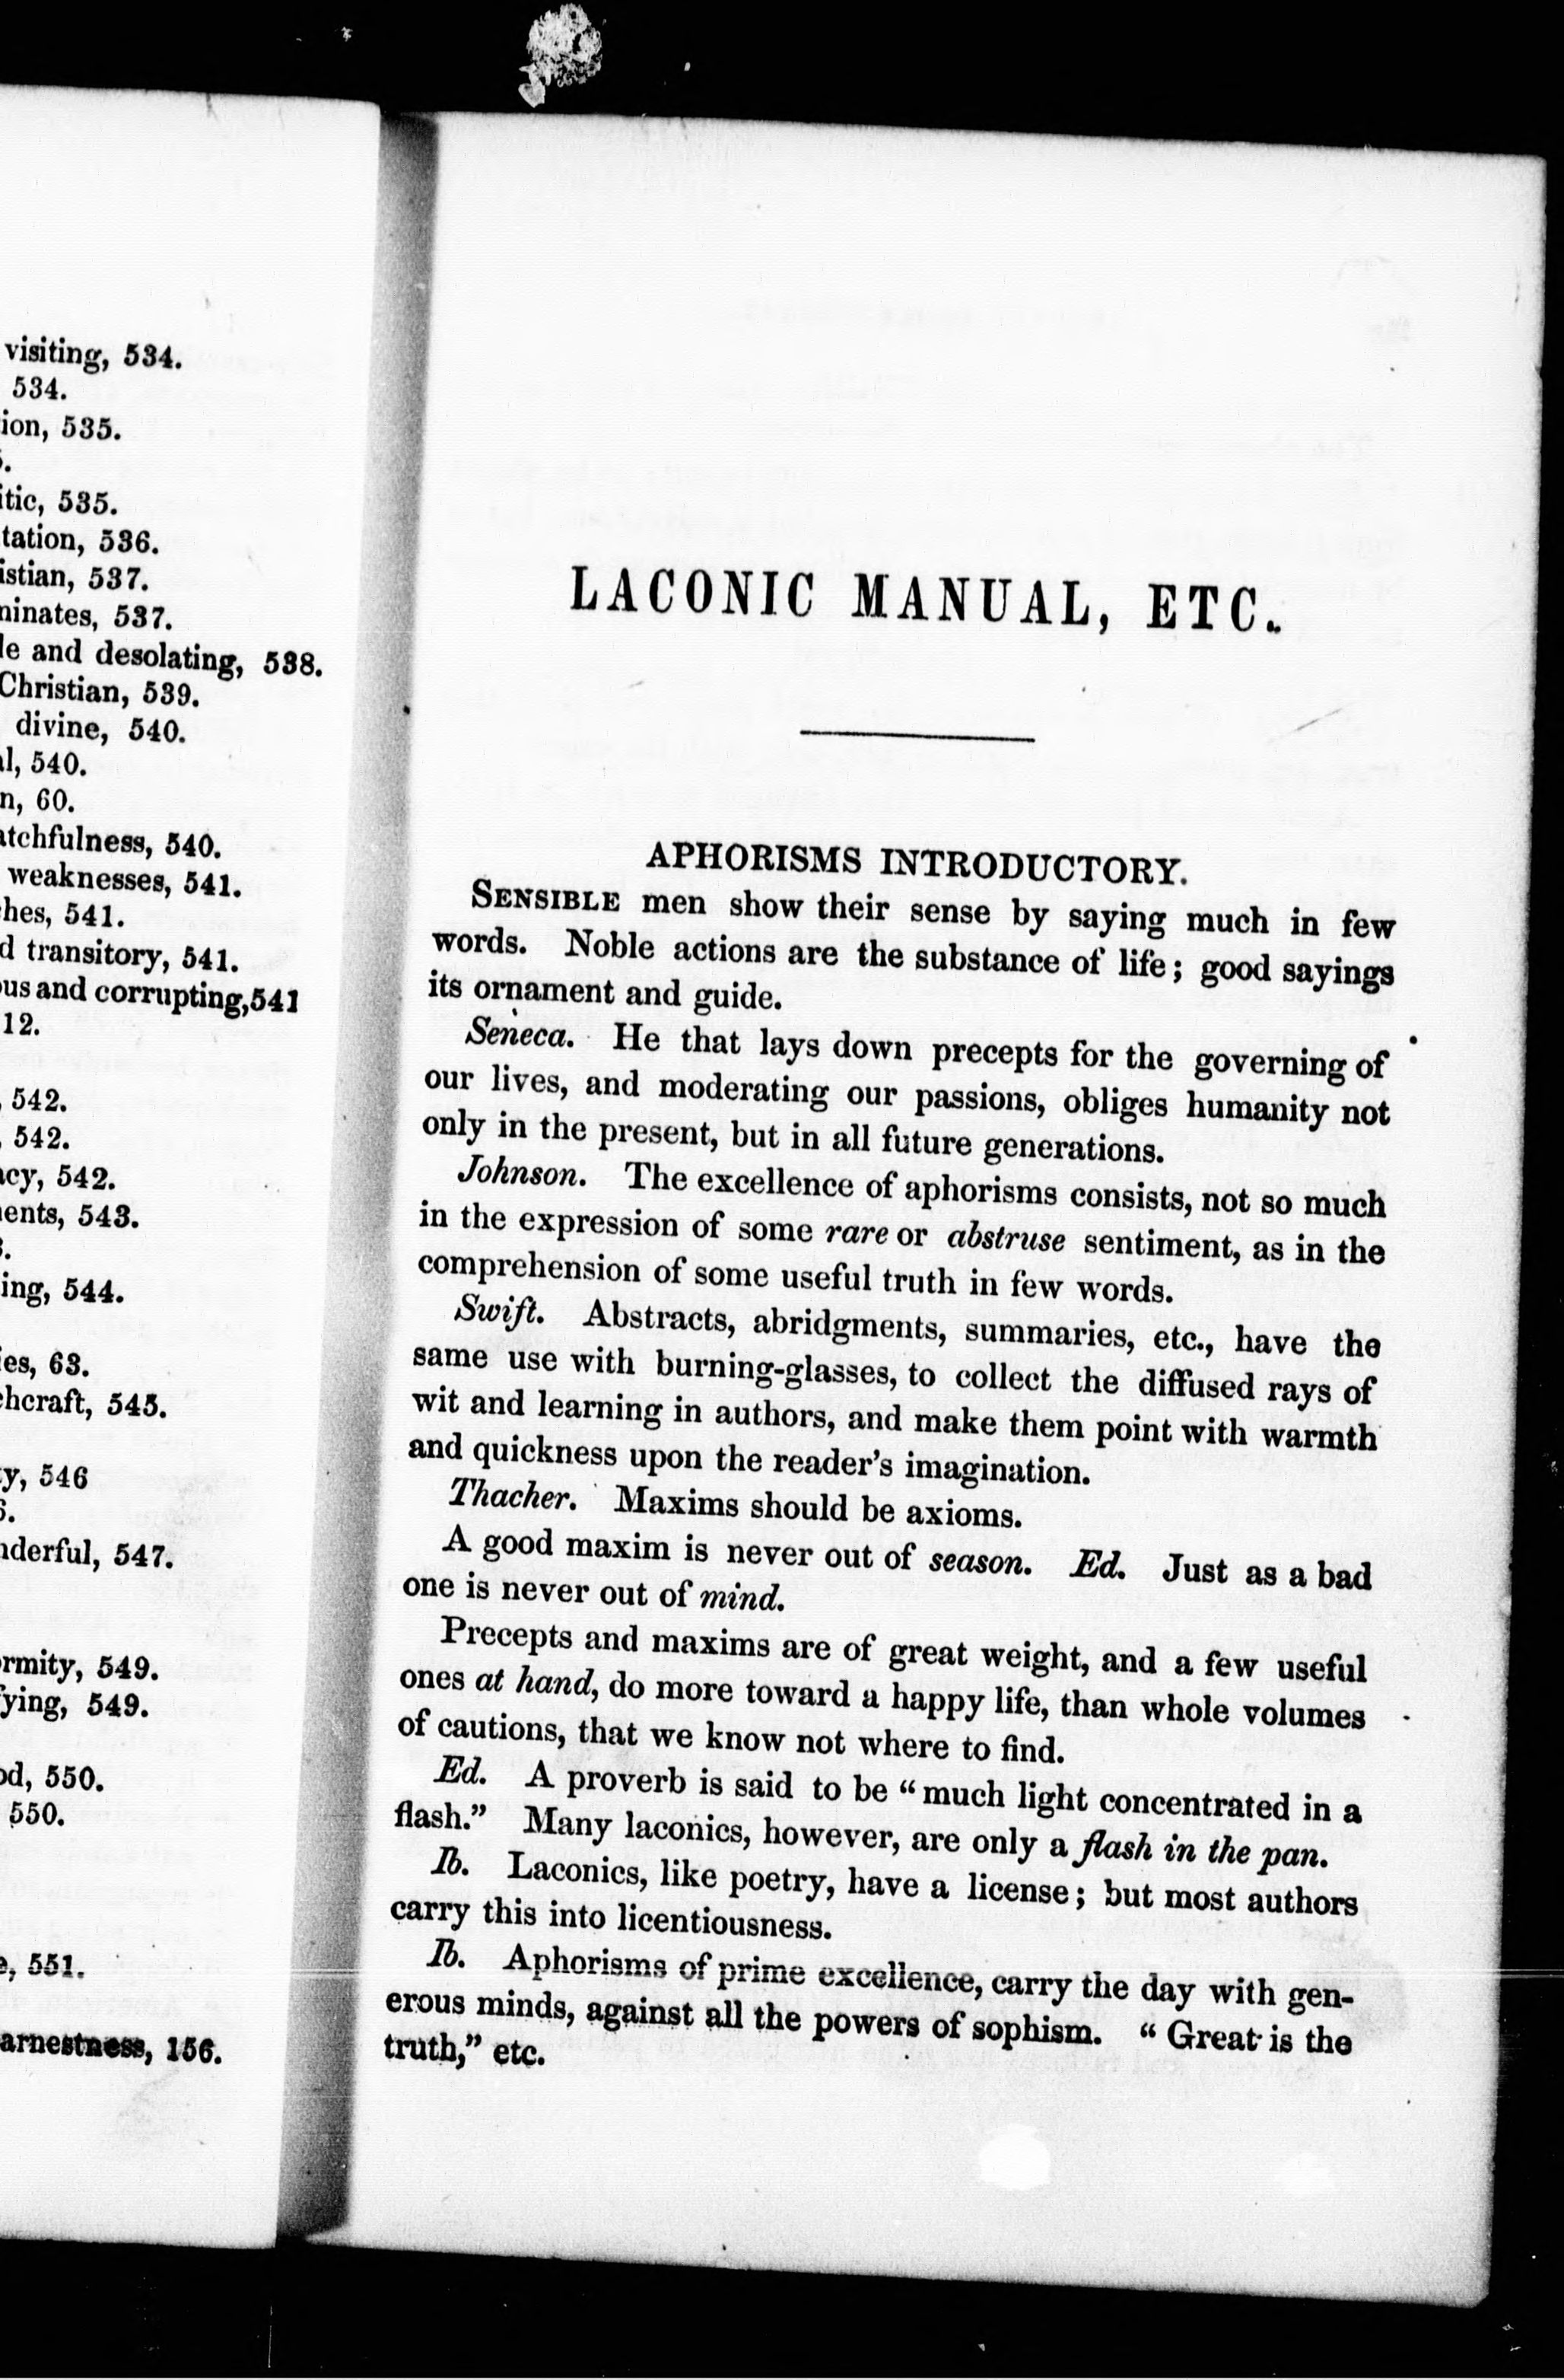 visiting, 534.
534.
ion, 535.
itic, 535.
tation, 536.
istian, 537.
minates, 537.
le and desolating, 538.
Christian, 539.
divine, 540.
al, 540.
n, 60.
atchfulness, 540.
weaknesses, 541.
ches, 541.
d transitory, 541.
ous and corrupting,541
12.
, 542.
, 542.
acy, 542.
ments, 543.
ing, 544.
ies, 63.
chcraft, 545.
y, 546
nderful, 547.
ormity, 549.
fying, 549.
od, 550.
550.
e, 551.
arnestness, 156.
LACONIC MANUAL, ETC.
APHORISMS INTRODUCTORY.
SENSIBLE men show their sense by saying much in few
words. Noble actions are the substance of life; good sayings
its ornament and guide.
Seneca. He that lays down precepts for the governing of
our lives, and moderating our passions, obliges humanity not
only in the present, but in all future generations.
Johnson. The excellence of aphorisms consists, not so much
in the expression of some rare or abstruse sentiment, as in the
comprehension of some useful truth in few words.
Swift. Abstracts, abridgments, summaries, etc., have the
same use with burning-glasses, to collect the diffused rays of
wit and learning in authors, and make them point with warmth
and quickness upon the reader's imagination.
Thacher. Maxims should be axioms.
A good maxim is never out of season. Ed. Just as a bad
one is never out of mind.
Precepts and maxims are of great weight, and a few useful
ones at hand, do more toward a happy life, than whole volumes
of cautions, that we know not where to find.
Ed. A proverb is said to be "much light concentrated in a
flash." Many laconics, however, are only a flash in the pan.
Ib. Laconics, like poetry, have a license; but most authors
carry this into licentiousness.
Ib. Aphorisms of prime excellence, carry the day with gen-
erous minds, against all the powers of sophism. "Great is the
truth," etc.